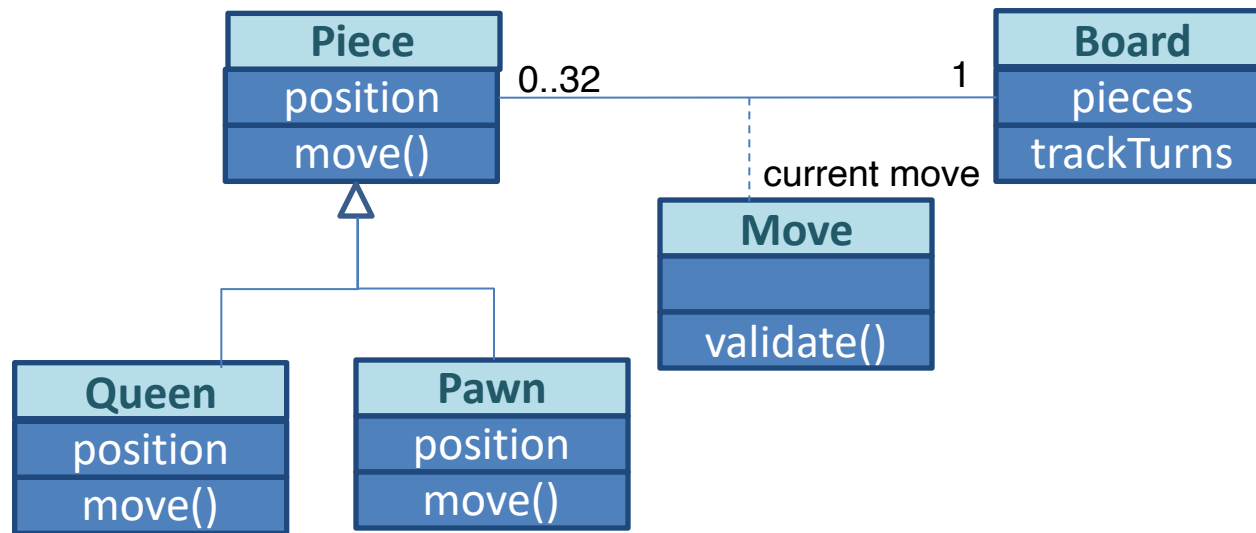 Piece
position
move()
0..32
1
Board
pieces
trackTurns
current move
Move
validate()
Queen
position
move()
Pawn
position
move()